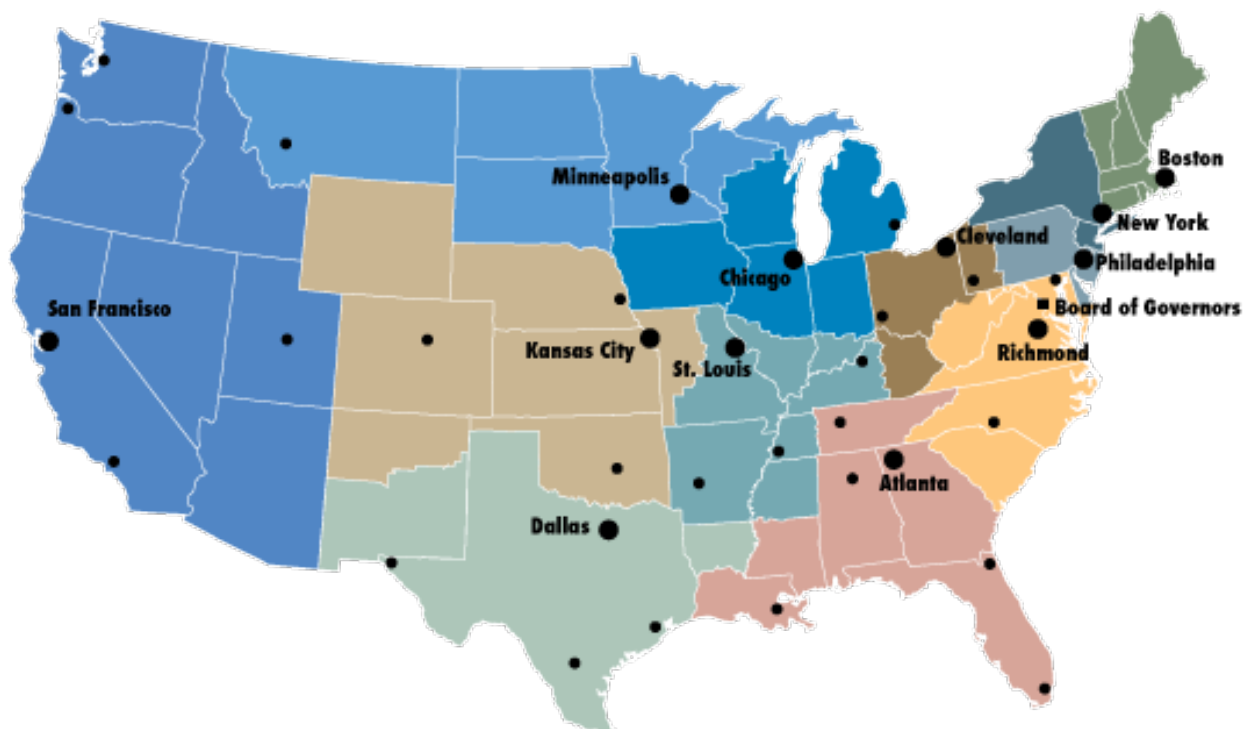 Boston
Minneapolis
New York
Cleveland
Philadelphia
Chicago
San Francisco
Board of Governors
Richmond
Kansas City
St. Louis
Atlanta
Dallas